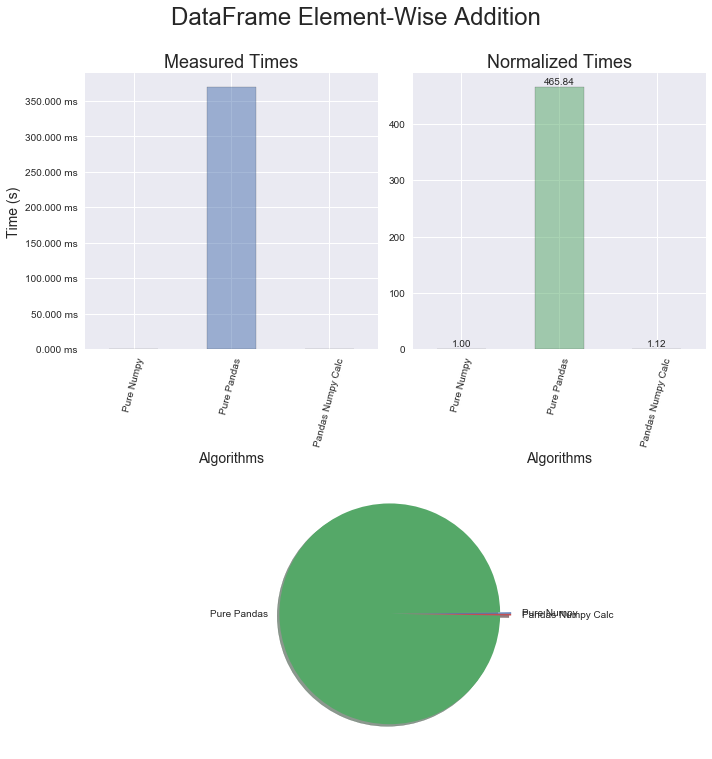 DataFrame Element-Wise Addition
Measured Times
Time (s)
350.000 ms
300.000 ms
250.000 ms
200.000 ms
150.000 ms
100.000 ms
50.000 ms
0.000 ms
Pure Numpy
Pure Pandas
Pandas Numpy Calc
Algorithms
Normalized Times
465.84
400
300
200
100
0
1.00
1.12
Pure Numpy
Pure Pandas
Pandas Numpy Calc
Algorithms
Pure Pandas
Pure Numpy
Pandas Numpy Calc